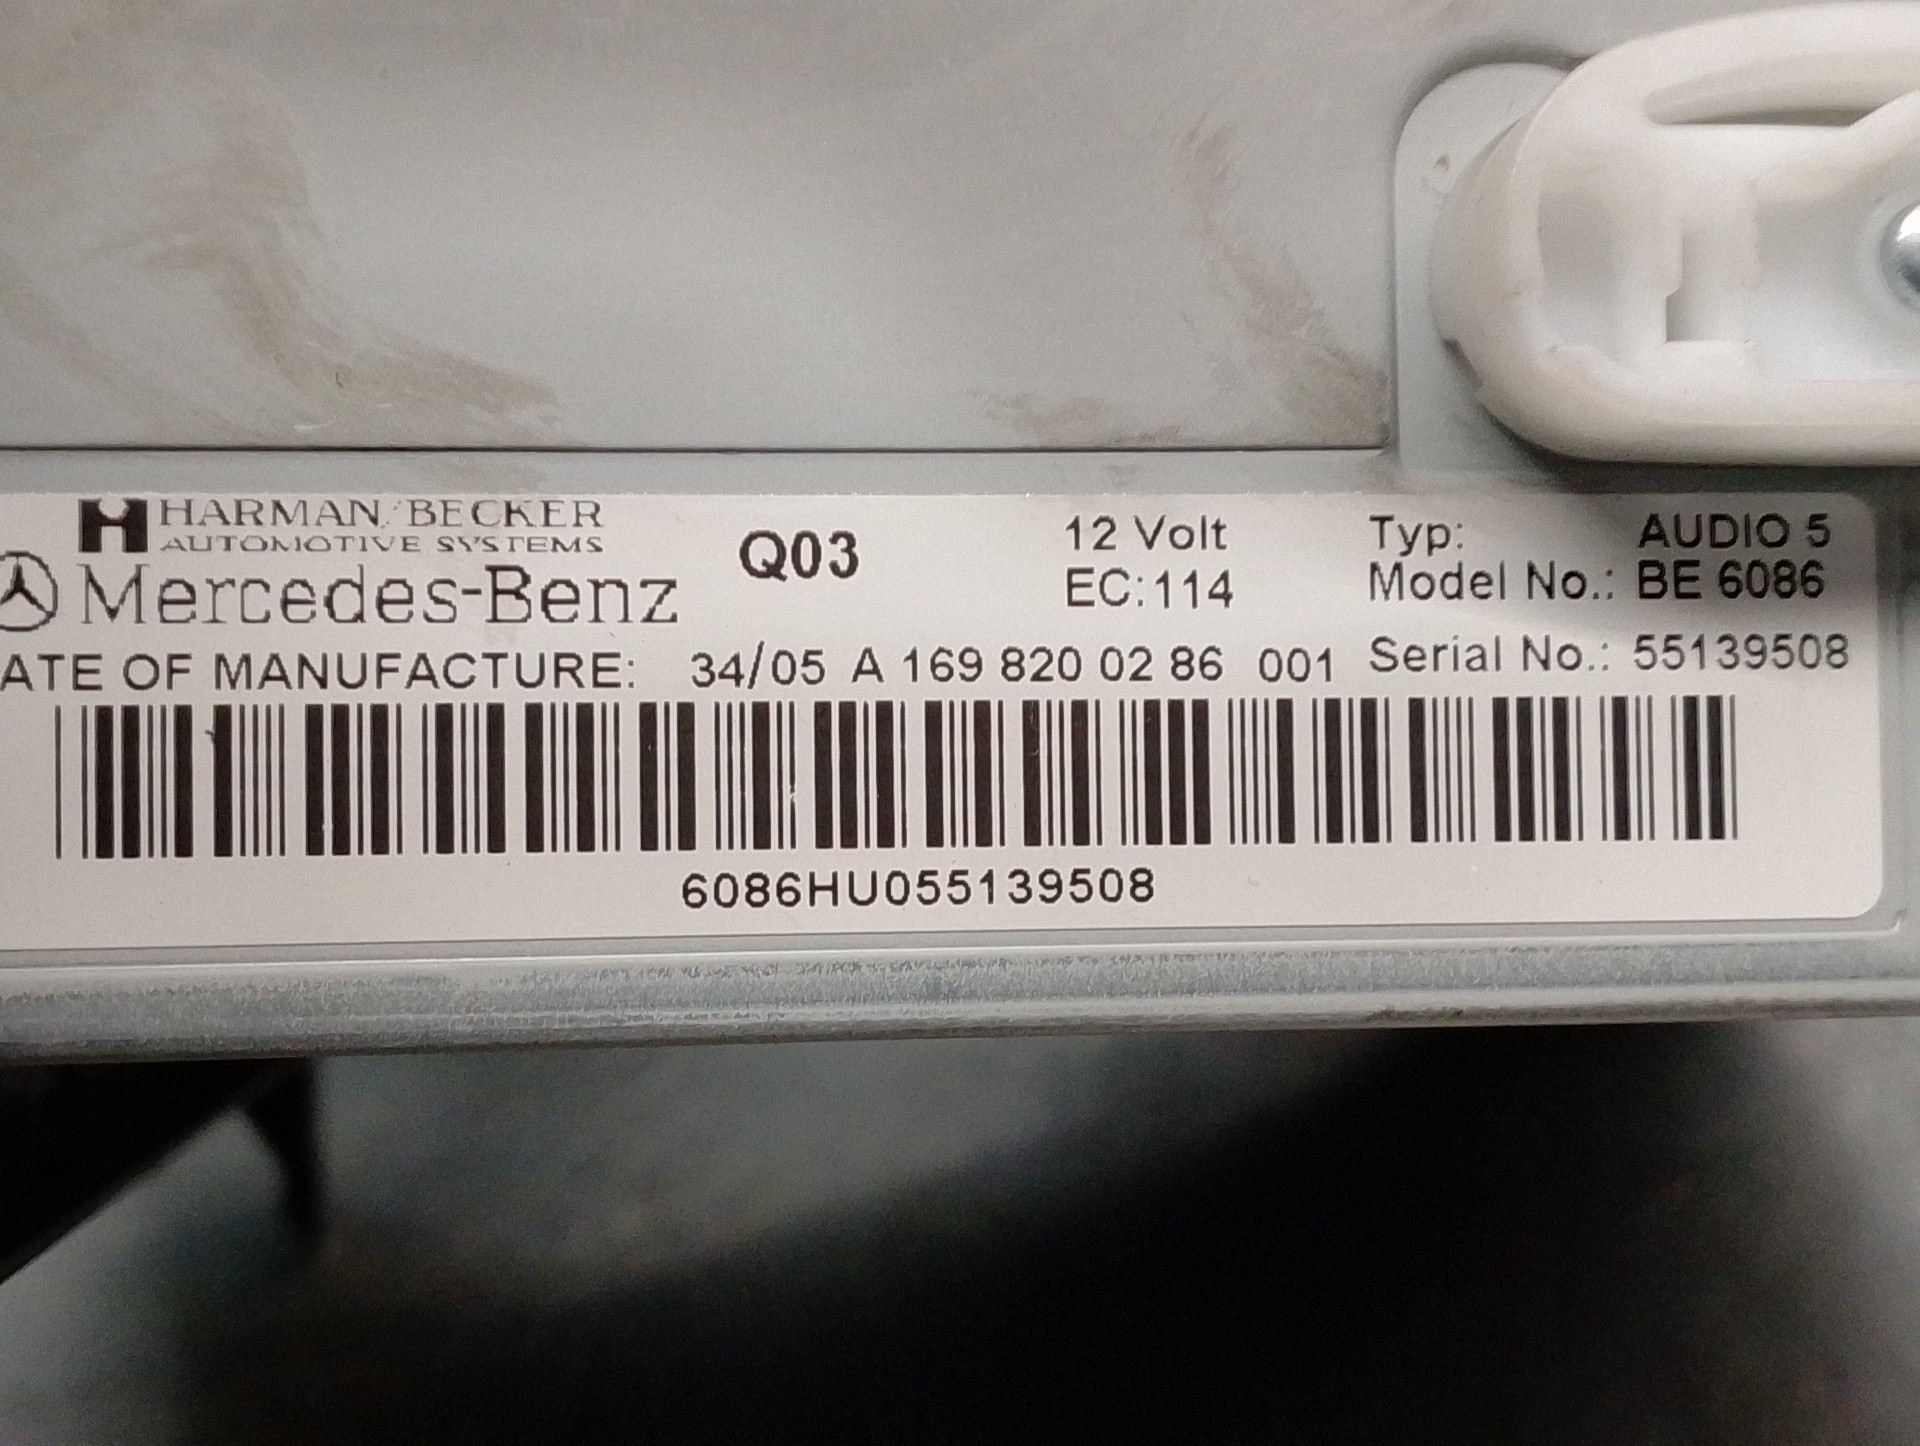 HARMAN/BECKER
AUTOMOTIVE SYSTEMS
Mercedes-Benz
Q03
12 Volt
EC:114
Typ: AUDIO 5
Model No.: BE 6086
ATE OF MANUFACTURE: 34/05 A 169 820 02 86 001 Serial No.: 55139508
6086HU055139508